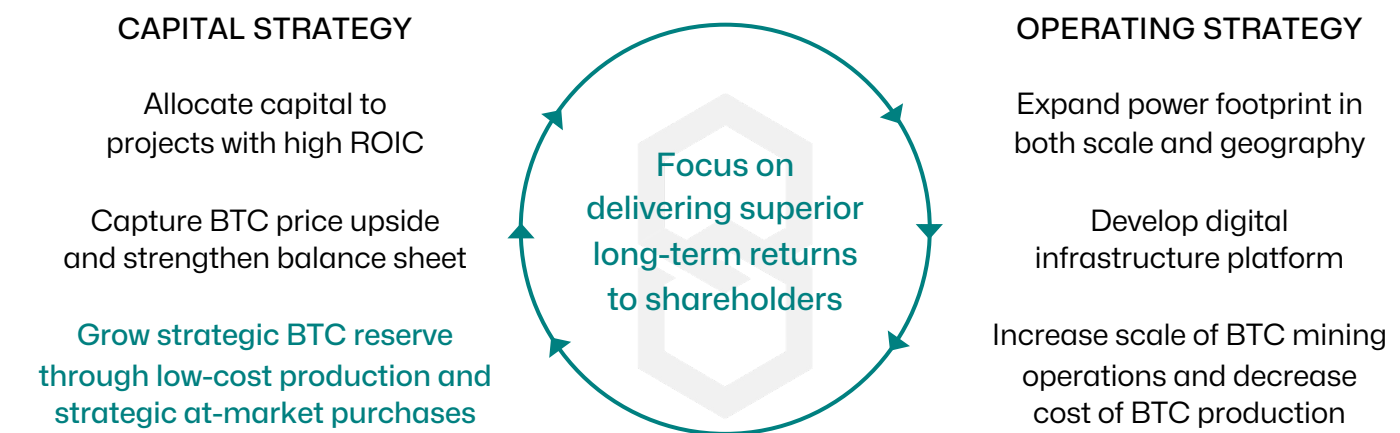 CAPITAL STRATEGY
Allocate capital to
projects with high ROIC
Capture BTC price upside
and strengthen balance sheet
Grow strategic BTC reserve
through low-cost production and
strategic at-market purchases
Focus on
delivering superior
long-term returns
to shareholders
OPERATING STRATEGY
Expand power footprint in
both scale and geography
Develop digital
infrastructure platform
Increase scale of BTC mining
operations and decrease
cost of BTC production